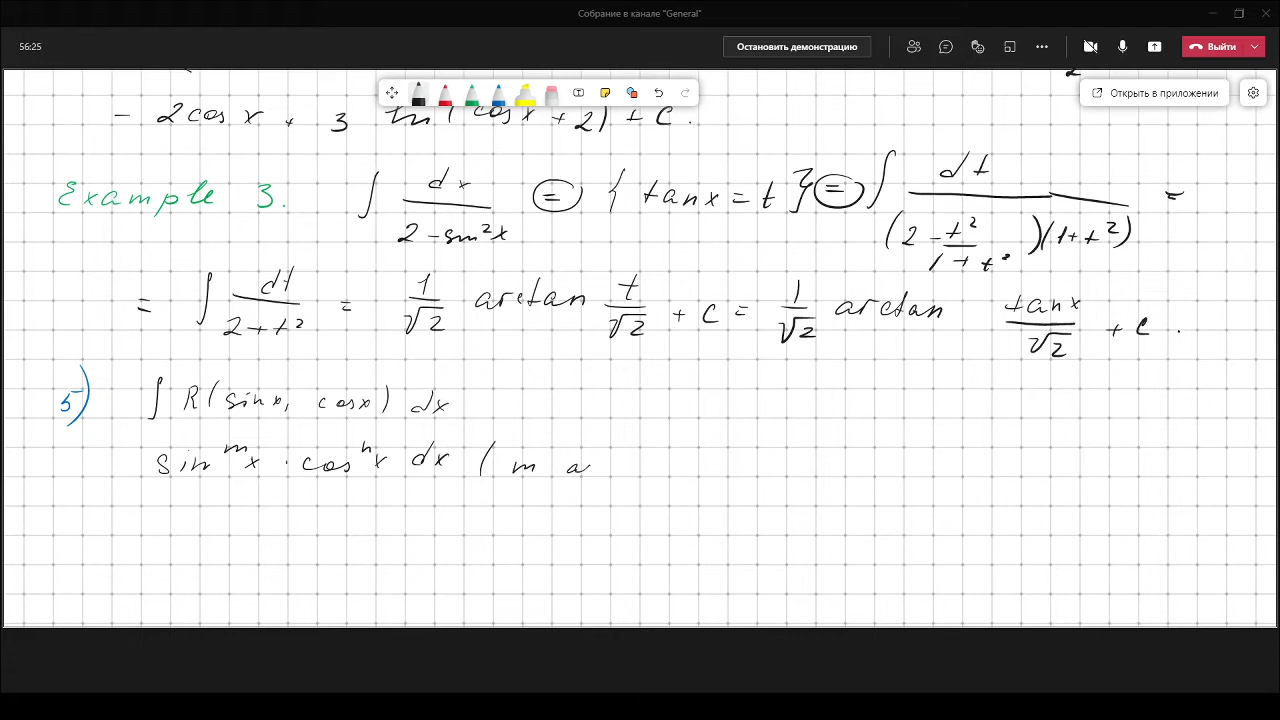 Собрание в канале "General"
56:25
Остановить демонстрацию
Выйти
Открыть в приложении
- 2cos x + 3 ln(cos x + 2) + C.
Example 3. ∫ dx / (2 - sin²x) = { tan x = t } = ∫ dt / ((2 - t²/(1 + t²))(1 + t²)) =
= ∫ dt / (2 + t²) = 1/√2 arctan t/√2 + C = 1/√2 arctan tan x/√2 + C.
5) ∫ R(sin x, cos x) dx
sin^m x · cos^n x dx ( m a